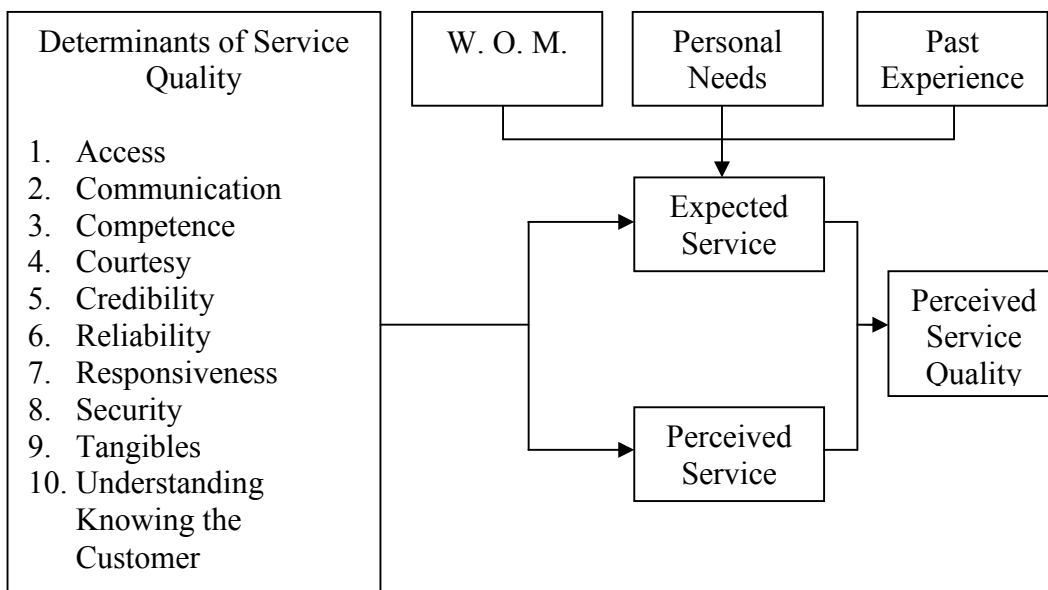 Determinants of Service
Quality
1. Access
2. Communication
3. Competence
4. Courtesy
5. Credibility
6. Reliability
7. Responsiveness
8. Security
9. Tangibles
10. Understanding
Knowing the
Customer
W. O. M.
Personal
Needs
Past
Experience
Expected
Service
Perceived
Service
Perceived
Service
Quality